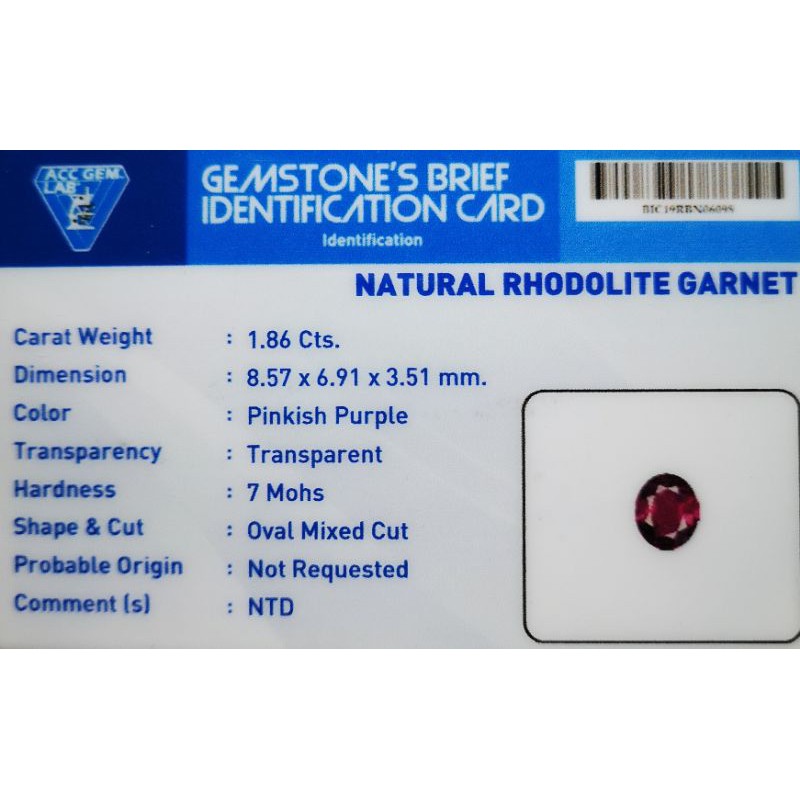 ACC GEM.
LAB
GEMSTONE'S BRIEF
IDENTIFICATION CARD
Identification
BIC19RBN06098
NATURAL RHODOLITE GARNET
Carat Weight : 1.86 Cts.
Dimension : 8.57 x 6.91 x 3.51 mm.
Color : Pinkish Purple
Transparency : Transparent
Hardness : 7 Mohs
Shape & Cut : Oval Mixed Cut
Probable Origin : Not Requested
Comment (s) : NTD